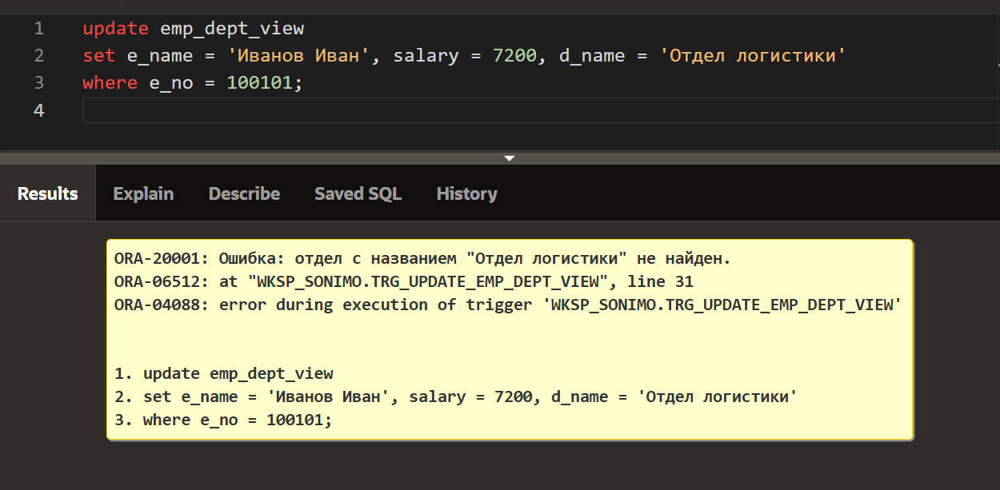 1 update emp_dept_view
2 set e_name = 'Иванов Иван', salary = 7200, d_name = 'Отдел логистики'
3 where e_no = 100101;
4
Results Explain Describe Saved SQL History
ORA-20001: Ошибка: отдел с названием "Отдел логистики" не найден.
ORA-06512: at "WKSP_SONIMO.TRG_UPDATE_EMP_DEPT_VIEW", line 31
ORA-04088: error during execution of trigger 'WKSP_SONIMO.TRG_UPDATE_EMP_DEPT_VIEW'
1. update emp_dept_view
2. set e_name = 'Иванов Иван', salary = 7200, d_name = 'Отдел логистики'
3. where e_no = 100101;